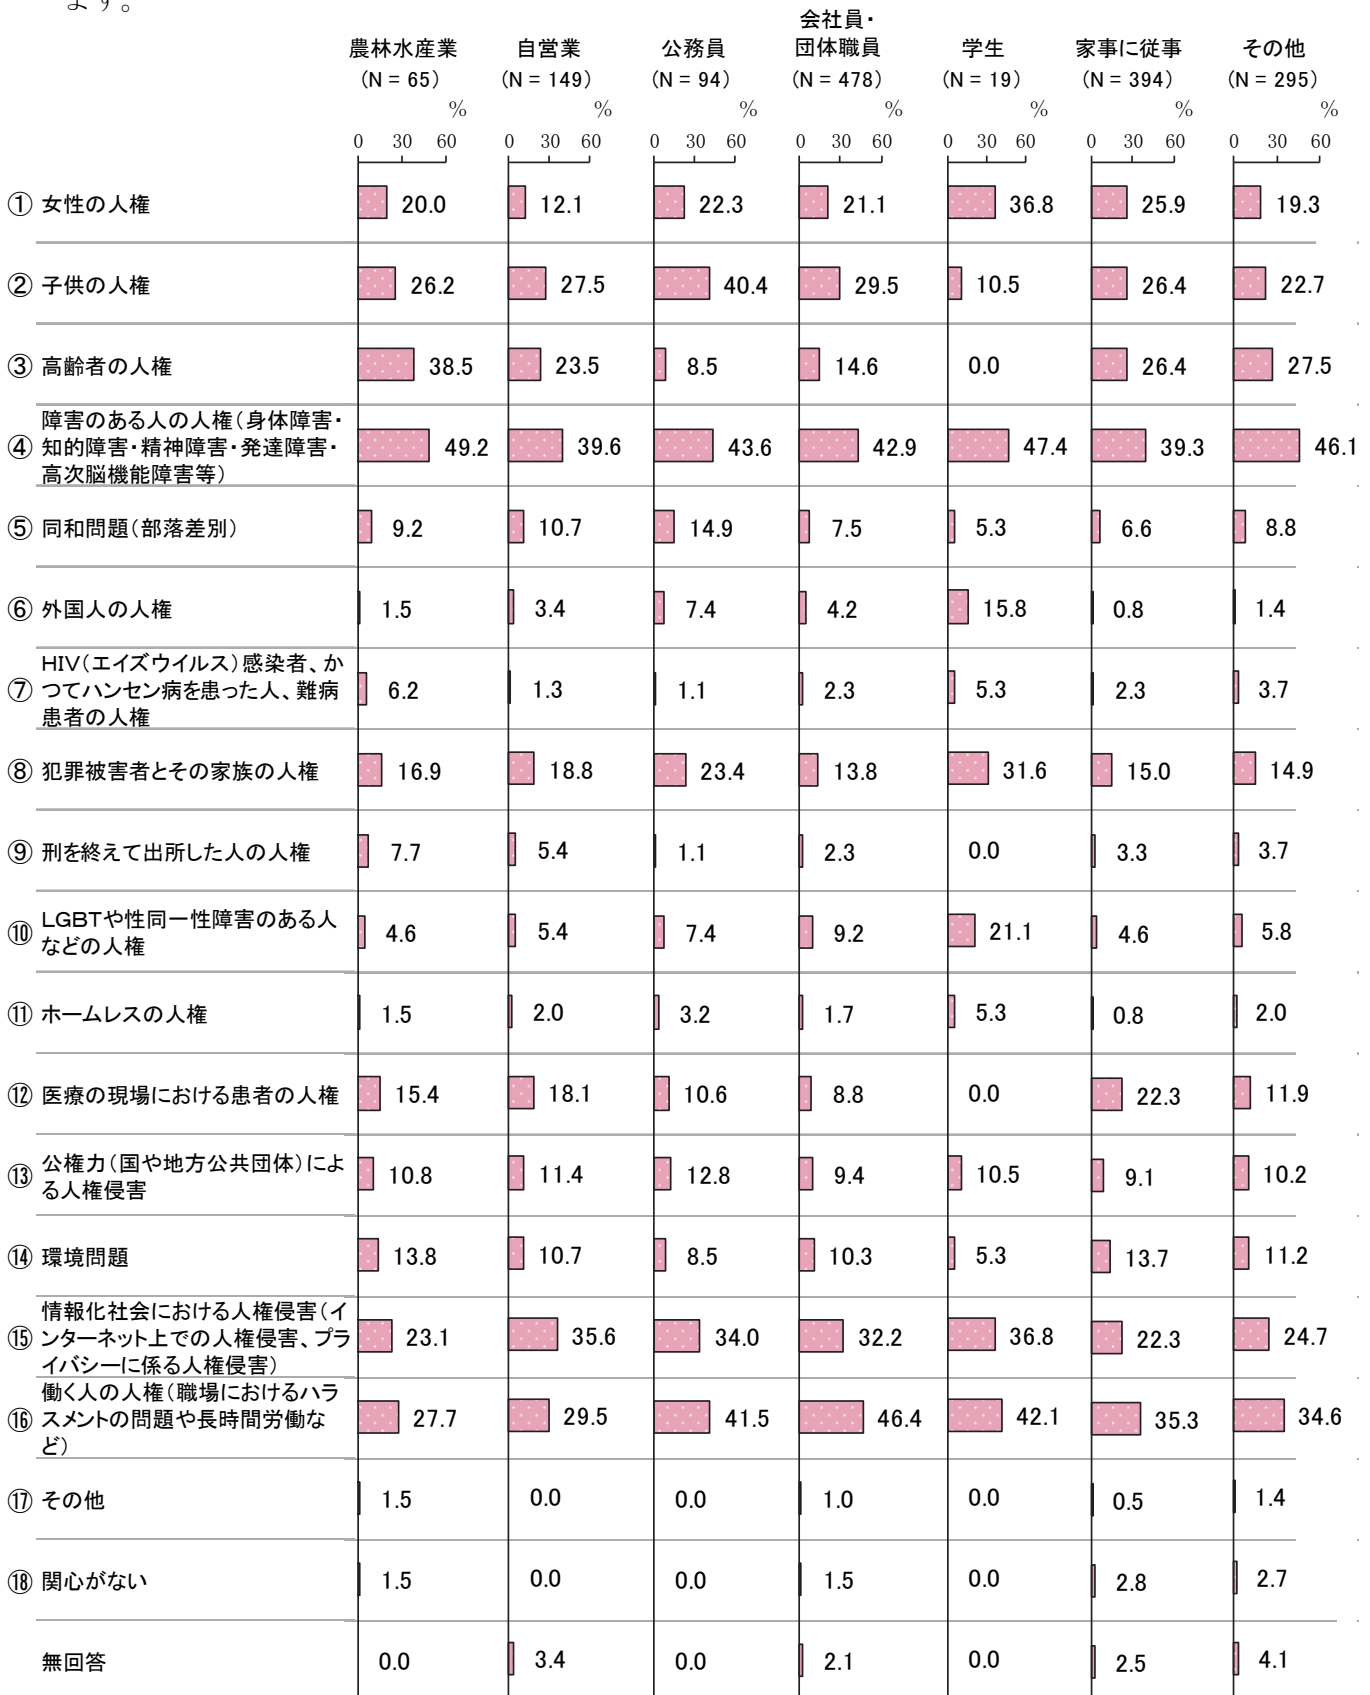 ます。
会社員・
農林水産業 自営業 公務員 団体職員 学生 家事に従事 その他
(N = 65) (N = 149) (N = 94) (N = 478) (N = 19) (N = 394) (N = 295)
% % % % % % %
0 30 60 0 30 60 0 30 60 0 30 60 0 30 60 0 30 60 0 30 60
① 女性の人権 20.0 12.1 22.3 21.1 36.8 25.9 19.3
② 子供の人権 26.2 27.5 40.4 29.5 10.5 26.4 22.7
③ 高齢者の人権 38.5 23.5 8.5 14.6 0.0 26.4 27.5
障害のある人の人権(身体障害・
④ 知的障害・精神障害・発達障害・ 49.2 39.6 43.6 42.9 47.4 39.3 46.1
高次脳機能障害等)
⑤ 同和問題(部落差別) 9.2 10.7 14.9 7.5 5.3 6.6 8.8
⑥ 外国人の人権 1.5 3.4 7.4 4.2 15.8 0.8 1.4
HIV(エイズウイルス)感染者、か
⑦ つてハンセン病を患った人、難病 6.2 1.3 1.1 2.3 5.3 2.3 3.7
患者の人権
⑧ 犯罪被害者とその家族の人権 16.9 18.8 23.4 13.8 31.6 15.0 14.9
⑨ 刑を終えて出所した人の人権 7.7 5.4 1.1 2.3 0.0 3.3 3.7
⑩ LGBTや性同一性障害のある人 4.6 5.4 7.4 9.2 21.1 4.6 5.8
などの人権
⑪ ホームレスの人権 1.5 2.0 3.2 1.7 5.3 0.8 2.0
⑫ 医療の現場における患者の人権 15.4 18.1 10.6 8.8 0.0 22.3 11.9
⑬ 公権力(国や地方公共団体)によ 10.8 11.4 12.8 9.4 10.5 9.1 10.2
る人権侵害
⑭ 環境問題 13.8 10.7 8.5 10.3 5.3 13.7 11.2
情報化社会における人権侵害(イ
⑮ ンターネット上での人権侵害、プラ 23.1 35.6 34.0 32.2 36.8 22.3 24.7
イバシーに係る人権侵害)
働く人の人権(職場におけるハラ
⑯ スメントの問題や長時間労働な 27.7 29.5 41.5 46.4 42.1 35.3 34.6
ど)
⑰ その他 1.5 0.0 0.0 1.0 0.0 0.5 1.4
⑱ 関心がない 1.5 0.0 0.0 1.5 0.0 2.8 2.7
無回答 0.0 3.4 0.0 2.1 0.0 2.5 4.1